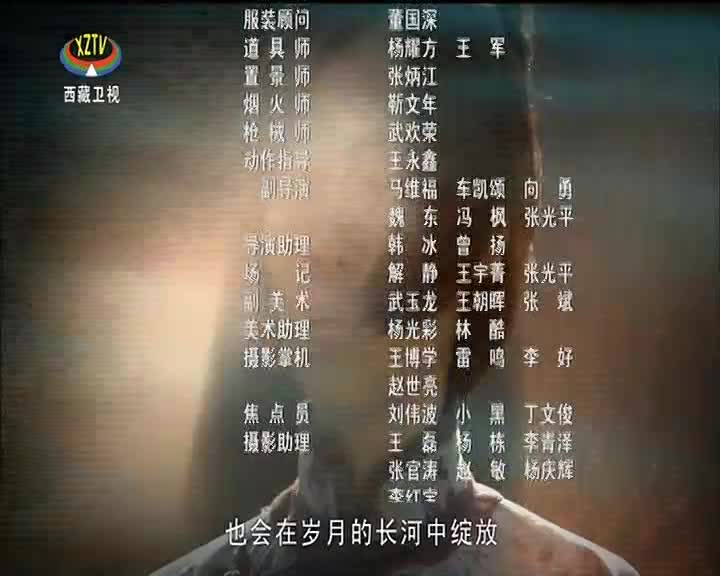 XZTV
西藏卫视
服装顾问 董国深
道具师 杨耀方 王军
置景师 张炳江
烟火师 靳文年
枪械师 武欢荣
动作指导 王永鑫
副导演 马维福 车凯颂 向勇
魏东 冯枫 张光平
导演助理 韩冰 曾扬
场记 解静 王宇菁 张光平
副美术 武玉龙 王朝晖 张斌
美术助理 杨光彩 林酷
摄影掌机 王博学 雷鸣 李好
赵世亮
焦点员 刘伟波 小黑 丁文俊
摄影助理 王磊 杨栋 李青泽
张官涛 赵敏 杨庆辉
也会在岁月的长河中绽放